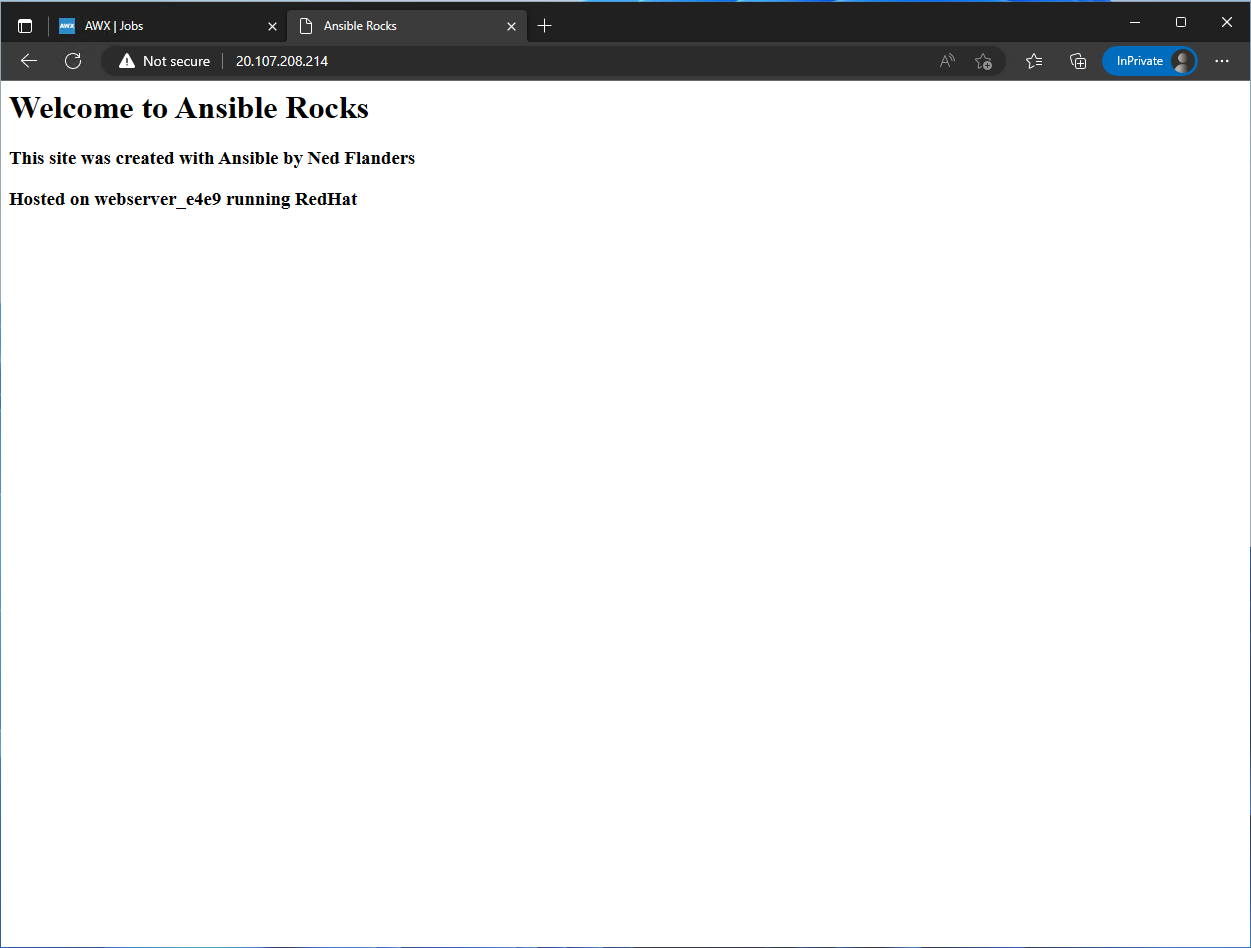 AWX AWX | Jobs Ansible Rocks
Not secure 20.107.208.214 InPrivate
Welcome to Ansible Rocks
This site was created with Ansible by Ned Flanders
Hosted on webserver_e4e9 running RedHat